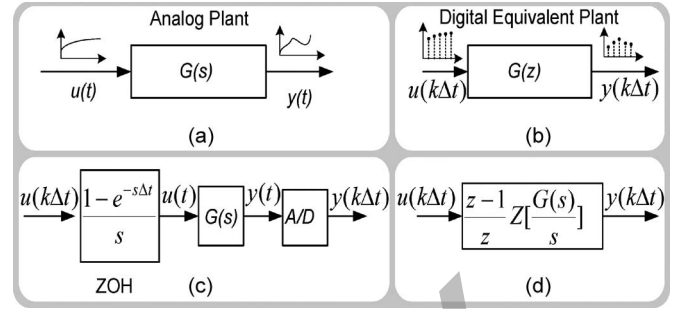 Analog Plant
u(t)
G(s)
y(t)
(a)
Digital Equivalent Plant
u(kΔt)
G(z)
y(kΔt)
(b)
u(kΔt)
1-e^{-sΔt}
s
ZOH
u(t)
G(s)
y(t)
A/D
y(kΔt)
(c)
u(kΔt)
z-1
z
Z[
G(s)
s
]
y(kΔt)
(d)